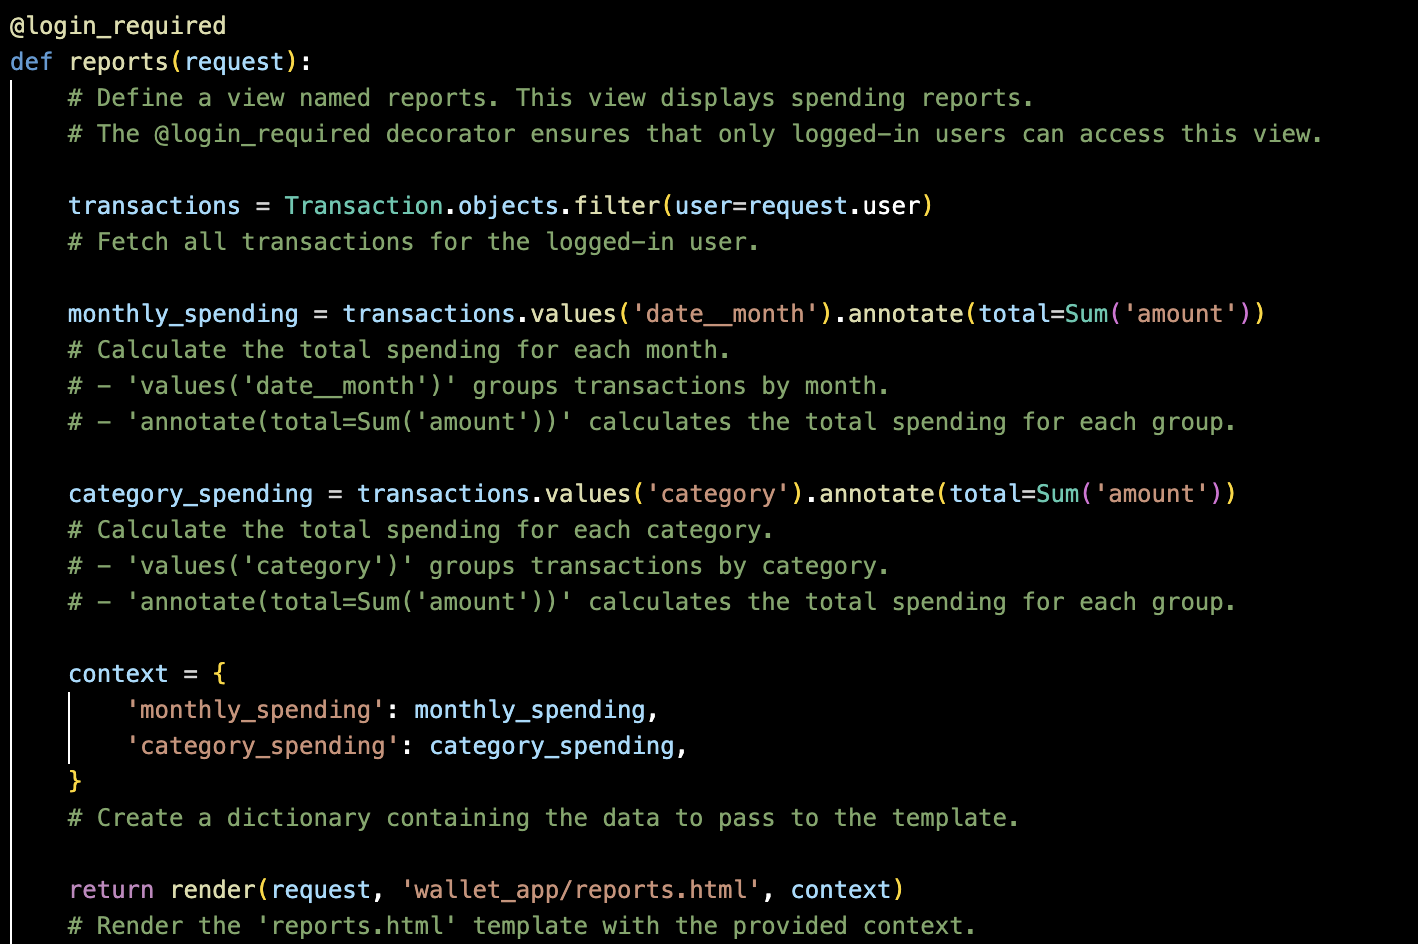 @login_required
def reports(request):
    # Define a view named reports. This view displays spending reports.
    # The @login_required decorator ensures that only logged-in users can access this view.

    transactions = Transaction.objects.filter(user=request.user)
    # Fetch all transactions for the logged-in user.

    monthly_spending = transactions.values('date__month').annotate(total=Sum('amount'))
    # Calculate the total spending for each month.
    # - 'values('date__month')' groups transactions by month.
    # - 'annotate(total=Sum('amount'))' calculates the total spending for each group.

    category_spending = transactions.values('category').annotate(total=Sum('amount'))
    # Calculate the total spending for each category.
    # - 'values('category')' groups transactions by category.
    # - 'annotate(total=Sum('amount'))' calculates the total spending for each group.

    context = {
        'monthly_spending': monthly_spending,
        'category_spending': category_spending,
    }
    # Create a dictionary containing the data to pass to the template.

    return render(request, 'wallet_app/reports.html', context)
    # Render the 'reports.html' template with the provided context.